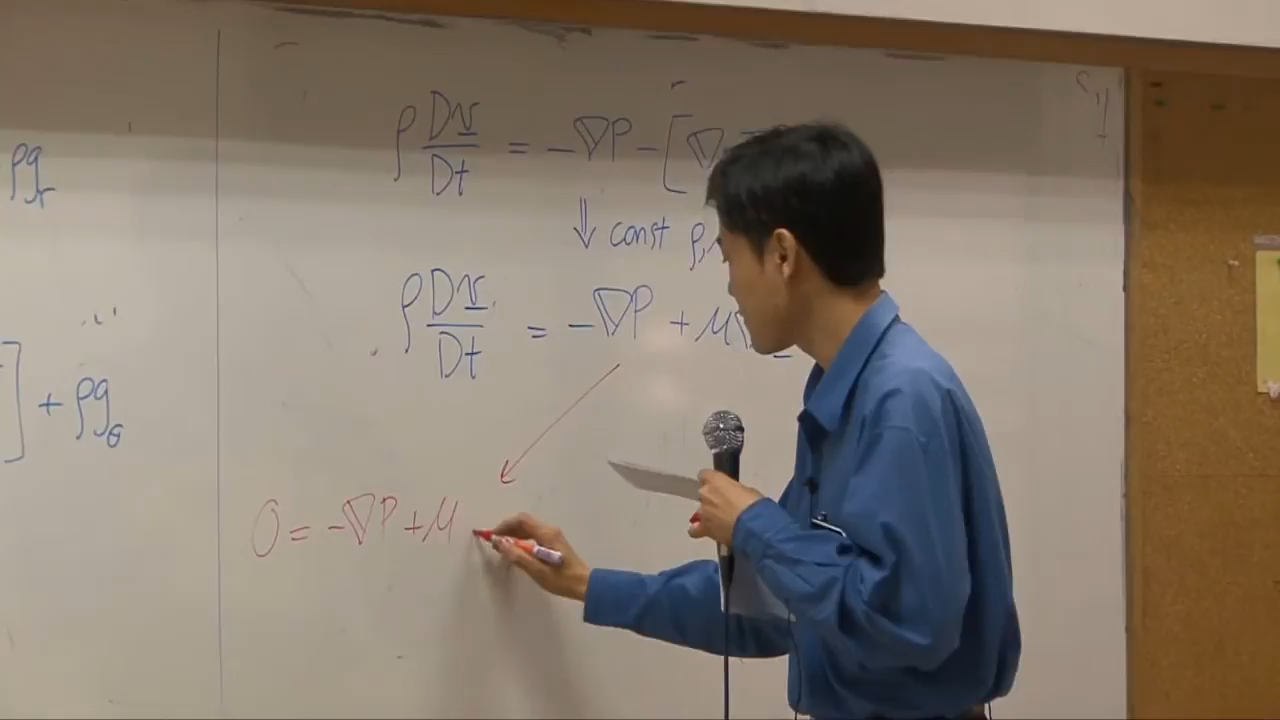 ρg_r
] + ρg_θ
ρ Dv/Dt = -∇P - [∇
⇓ const ρ,
ρ Dv/Dt = -∇P + μ∇
0 = -∇P + μ